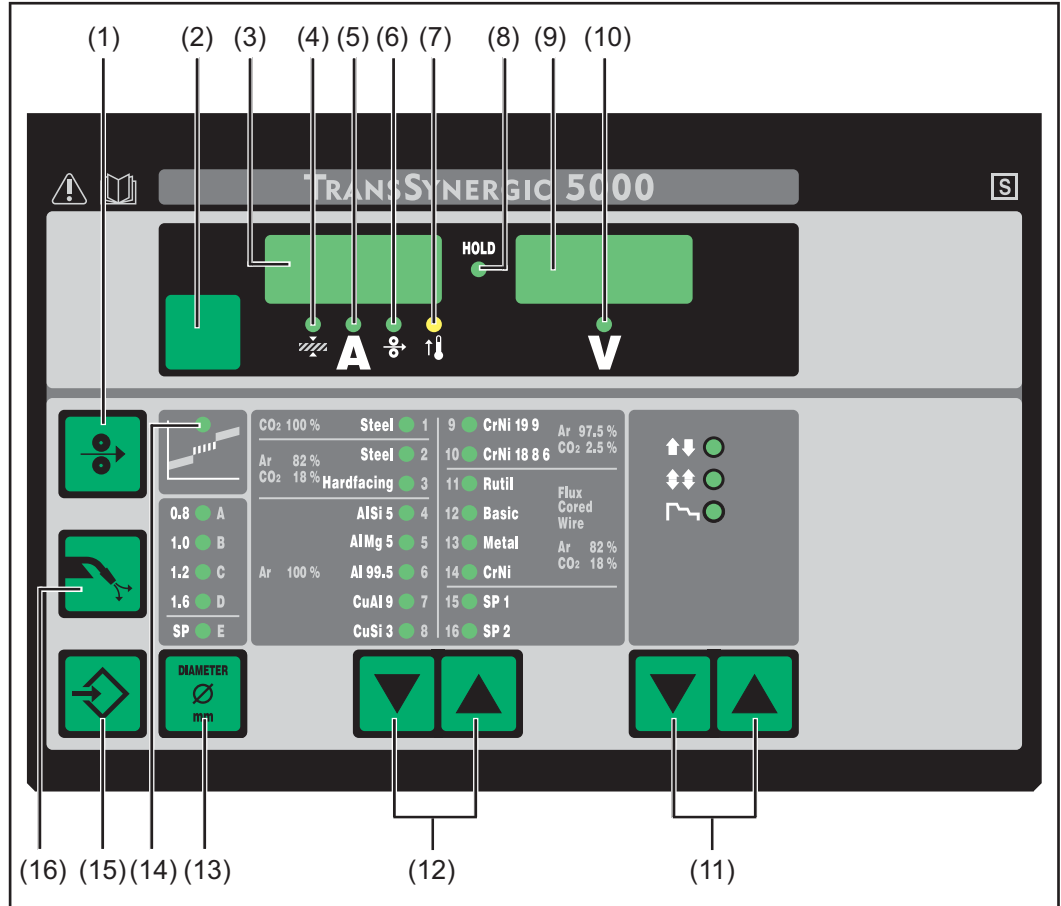 (1) (2) (3) (4) (5) (6) (7) (8) (9) (10)
TRANSSYNERGIC 5000
S
HOLD
A
V
CO2 100 % Steel 1 9 CrNi 19 9 Ar 97.5 %
Steel 2 10 CrNi 18 8 6 CO2 2.5 %
Ar 82 %
CO2 18 % Hardfacing 3 11 Rutil Flux
0.8 A AlSi 5 4 12 Basic Cored
Wire
1.0 B AlMg 5 5 13 Metal Ar 82 %
1.2 C Ar 100 % Al 99.5 6 14 CrNi CO2 18 %
1.6 D CuAl 9 7 15 SP 1
SP E CuSi 3 8 16 SP 2
DIAMETER
Ø
mm
(16) (15) (14) (13) (12) (11)